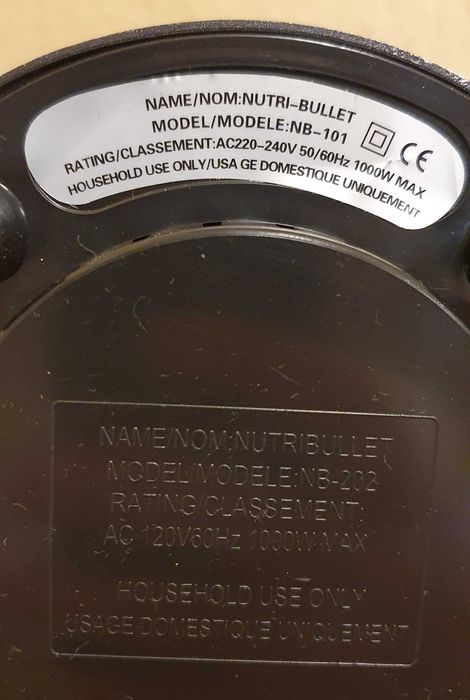 NAME/NOM:NUTRI-BULLET
MODEL/MODELE:NB-101
RATING/CLASSEMENT:AC220-240V 50/60Hz 1000W MAX
HOUSEHOLD USE ONLY/USA GE DOMESTIQUE UNIQUEMENT
CE
NAME/NOM:NUTRIBULLET
MODEL/MODELE:NB-202
RATING/CLASSEMENT:
AC 120V60Hz 1000W MAX
HOUSEHOLD USE ONLY
USAGE DOMESTIQUE UNIQUEMENT